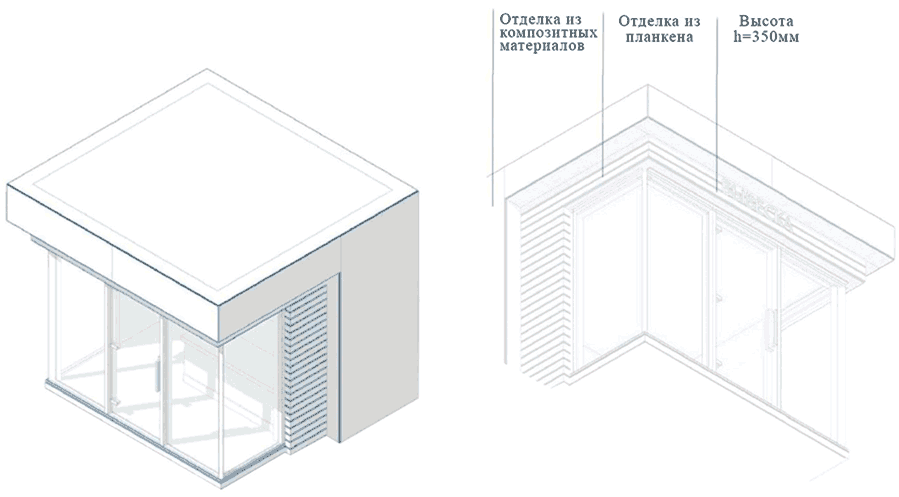 Отделка из
композитных
материалов
Отделка из
планкена
Высота
h=350мм